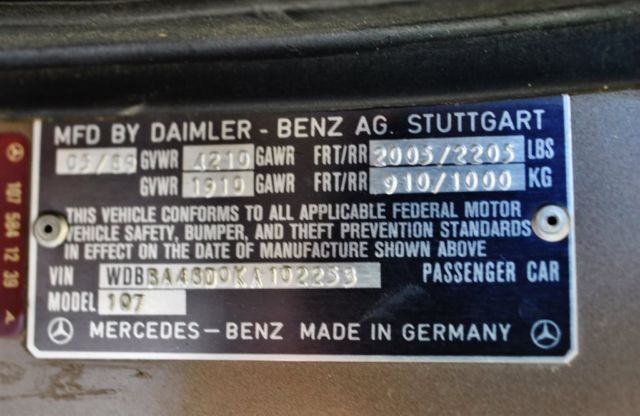 MFD BY DAIMLER - BENZ AG. STUTTGART
05/89 GVWR 4210 GAWR FRT/RR 2005/2205 LBS
GVWR 1910 GAWR FRT/RR 910/1000 KG
THIS VEHICLE CONFORMS TO ALL APPLICABLE FEDERAL MOTOR
VEHICLE SAFETY, BUMPER, AND THEFT PREVENTION STANDARDS
IN EFFECT ON THE DATE OF MANUFACTURE SHOWN ABOVE
VIN PASSENGER CAR
MODEL 107
MERCEDES-BENZ MADE IN GERMANY
107 584 12 39